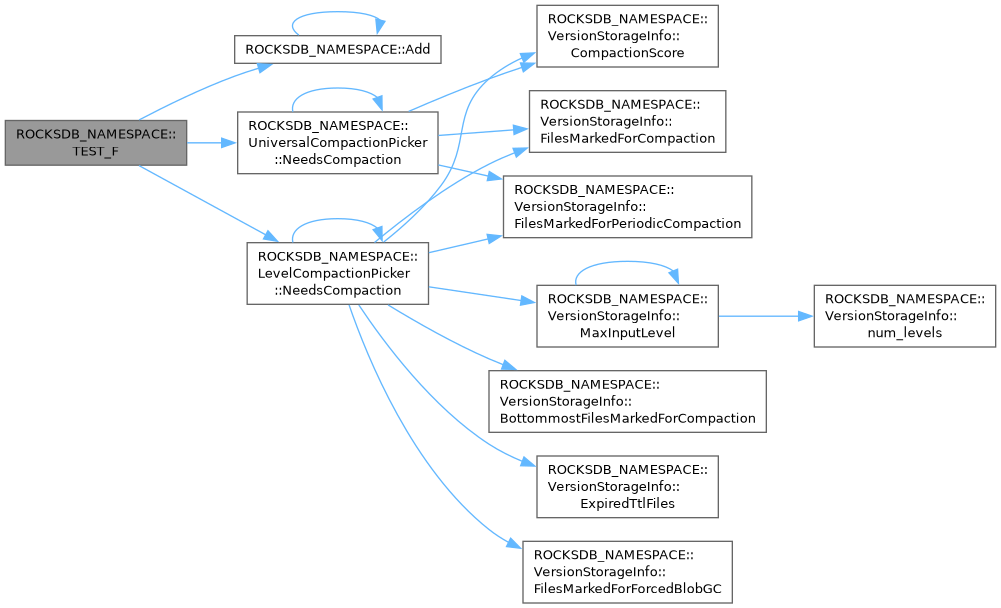 ROCKSDB_NAMESPACE::
TEST_F
ROCKSDB_NAMESPACE::Add
ROCKSDB_NAMESPACE::
UniversalCompactionPicker
::NeedsCompaction
ROCKSDB_NAMESPACE::
LevelCompactionPicker
::NeedsCompaction
ROCKSDB_NAMESPACE::
VersionStorageInfo::
CompactionScore
ROCKSDB_NAMESPACE::
VersionStorageInfo::
FilesMarkedForCompaction
ROCKSDB_NAMESPACE::
VersionStorageInfo::
FilesMarkedForPeriodicCompaction
ROCKSDB_NAMESPACE::
VersionStorageInfo::
MaxInputLevel
ROCKSDB_NAMESPACE::
VersionStorageInfo::
num_levels
ROCKSDB_NAMESPACE::
VersionStorageInfo::
BottommostFilesMarkedForCompaction
ROCKSDB_NAMESPACE::
VersionStorageInfo::
ExpiredTtlFiles
ROCKSDB_NAMESPACE::
VersionStorageInfo::
FilesMarkedForForcedBlobGC